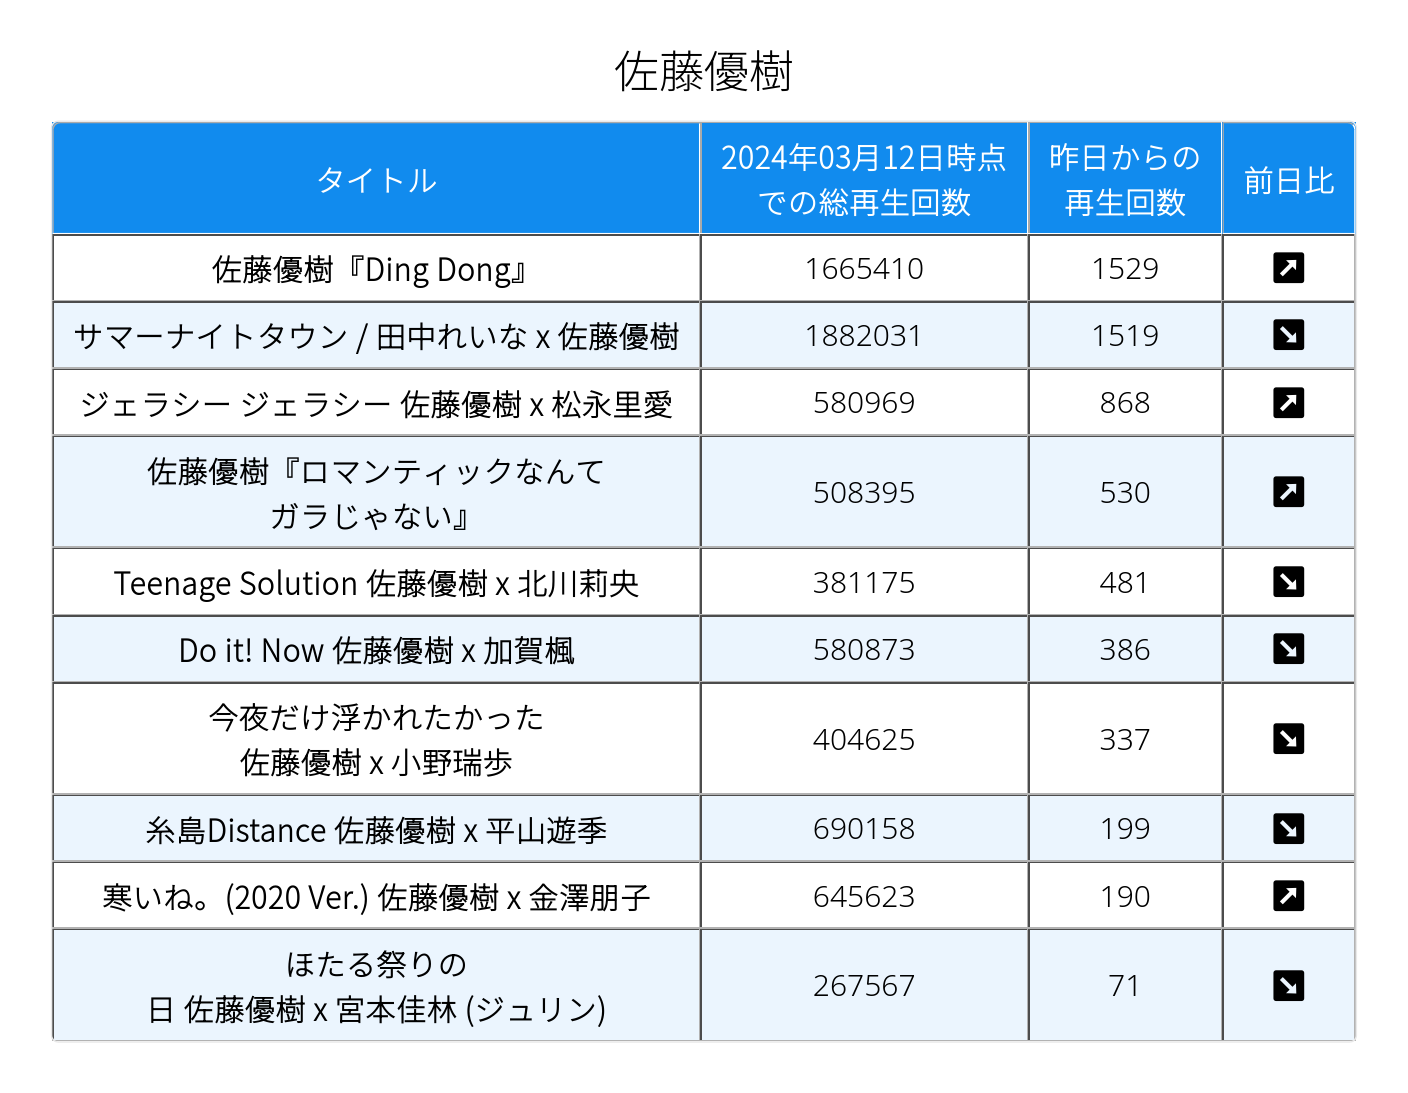 佐藤優樹
タイトル
2024年03月12日時点
での総再生回数
昨日からの
再生回数
前日比
佐藤優樹『Ding Dong』
1665410
1529
サマーナイトタウン / 田中れいな x 佐藤優樹
1882031
1519
ジェラシー ジェラシー 佐藤優樹 x 松永里愛
580969
868
佐藤優樹『ロマンティックなんて
ガラじゃない』
508395
530
Teenage Solution 佐藤優樹 x 北川莉央
381175
481
Do it! Now 佐藤優樹 x 加賀楓
580873
386
今夜だけ浮かれたかった
佐藤優樹 x 小野瑞歩
404625
337
糸島Distance 佐藤優樹 x 平山遊季
690158
199
寒いね。(2020 Ver.) 佐藤優樹 x 金澤朋子
645623
190
ほたる祭りの
日 佐藤優樹 x 宮本佳林 (ジュリン)
267567
71